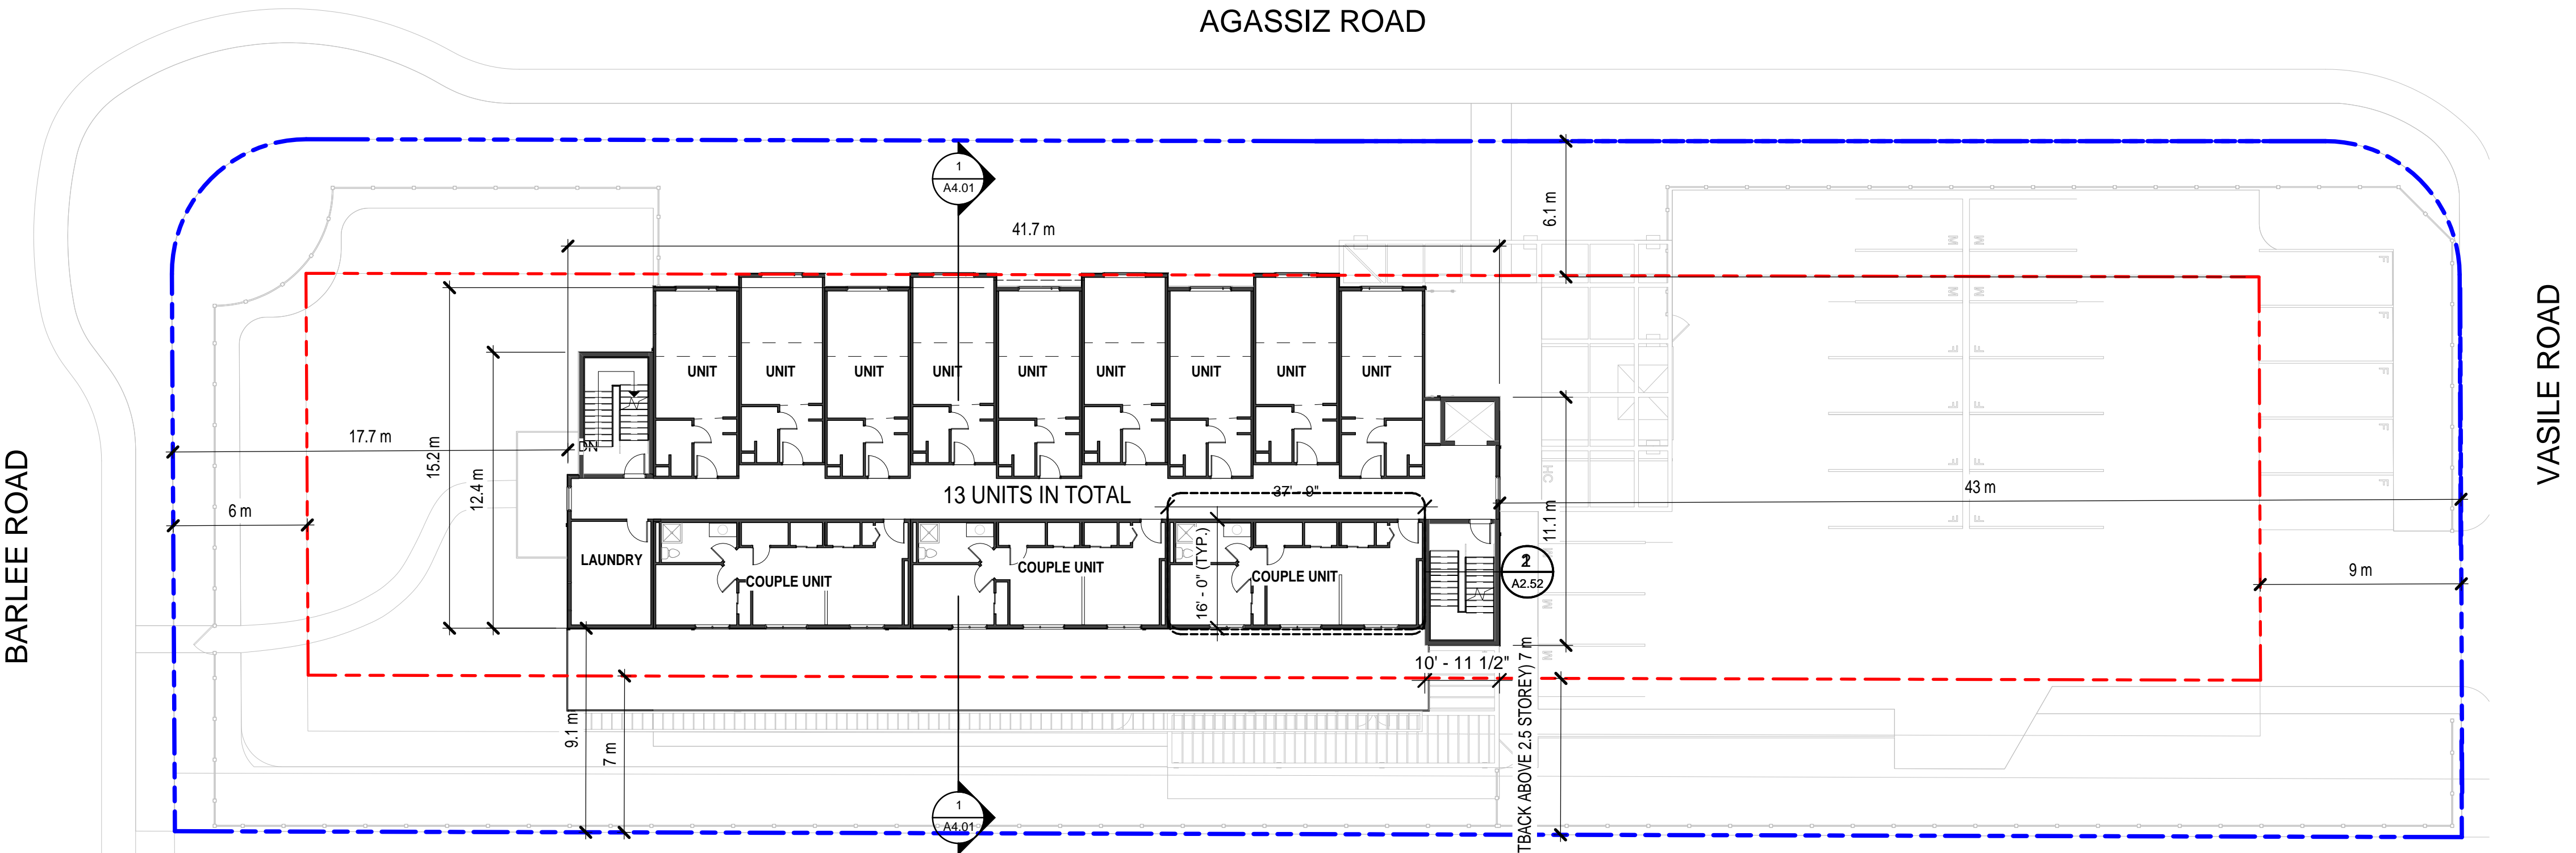 AGASSIZ ROAD
1
A4.01
41.7 m
6.1 m
UNIT
UNIT
UNIT
UNIT
UNIT
UNIT
UNIT
UNIT
UNIT
17.7 m
15.2 m
12.4 m
DN
6 m
13 UNITS IN TOTAL
37' - 9"
11.1 m
43 m
HC
M
M
M
M
M
M
M
F
F
F
F
F
F
F
F
F
F
F
F
F
BARLEE ROAD
VASILE ROAD
LAUNDRY
COUPLE UNIT
COUPLE UNIT
COUPLE UNIT
16' - 0" (TYP.)
2
A2.52
9 m
10' - 11 1/2"
TBACK ABOVE 2.5 STOREY) 7 m
9.1 m
7 m
1
A4.01